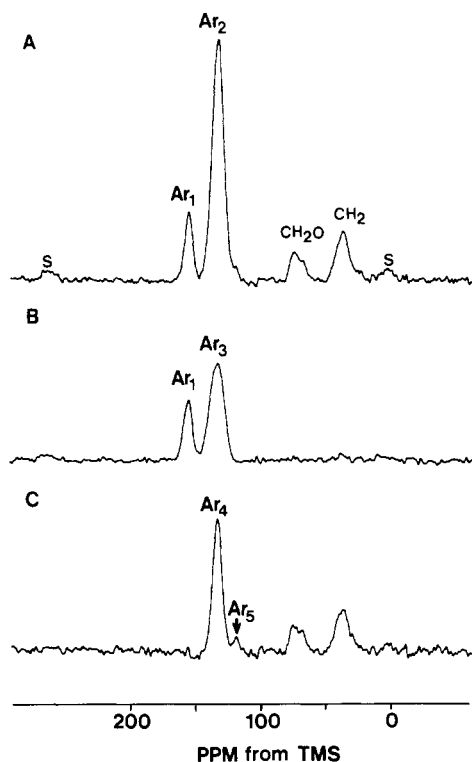 A
Ar2
Ar1
CH2O
CH2
S
S
B
Ar3
Ar1
C
Ar4
Ar5
200
100
0
PPM from TMS